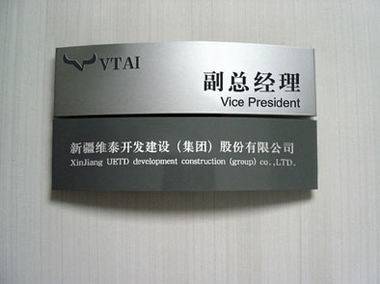 VTAI
副总经理
Vice President
新疆维泰开发建设（集团）股份有限公司
XinJiang UETD development construction (group) co.,LTD.